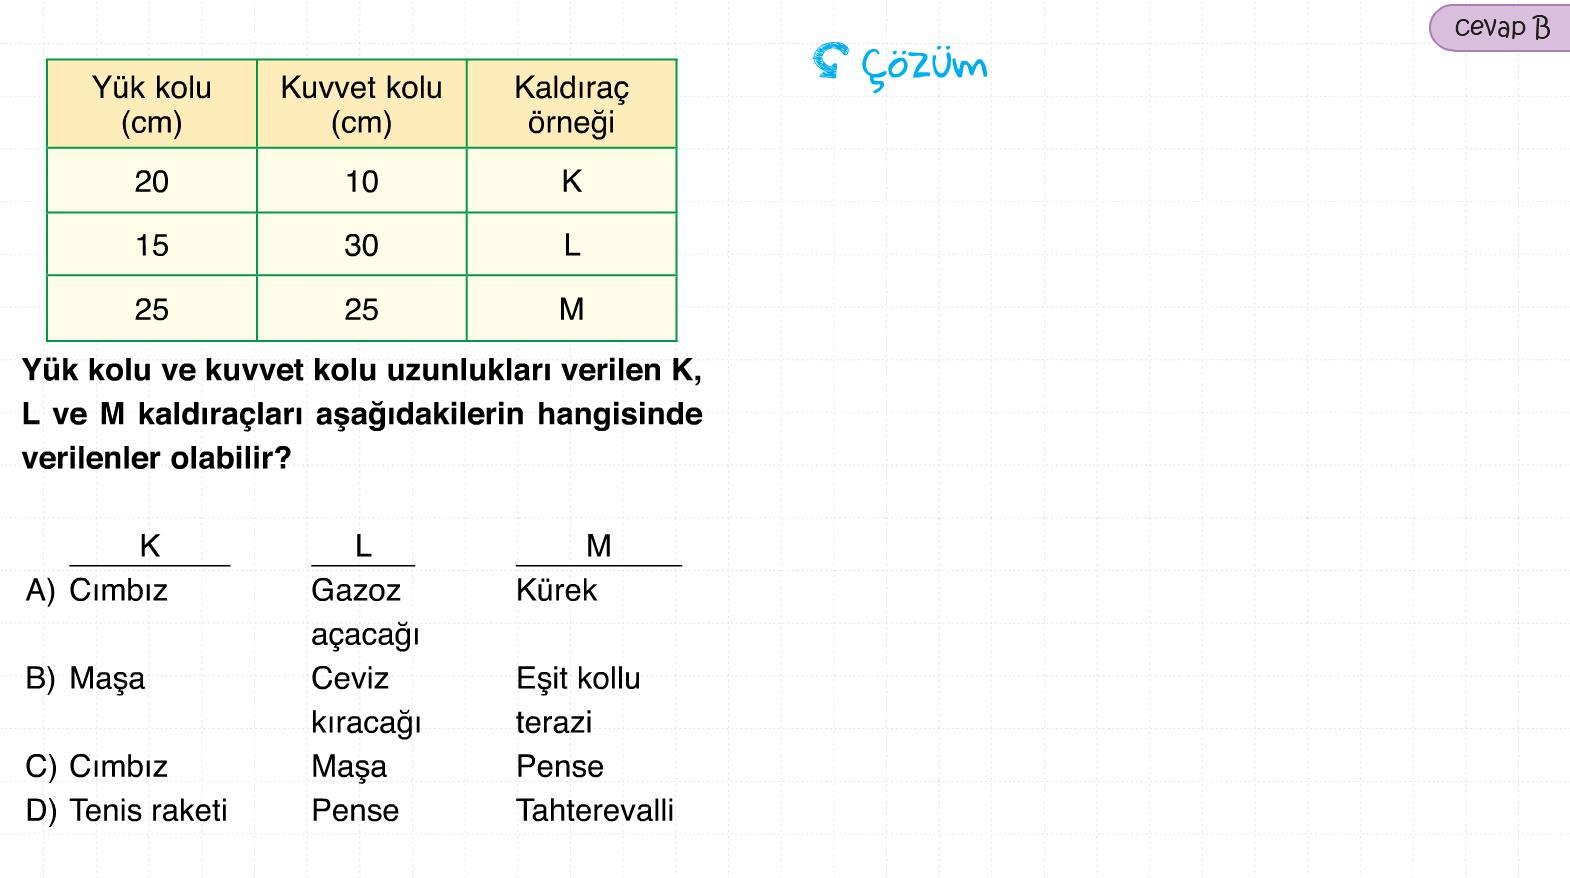 cevap B
Çözüm
Yük kolu (cm) Kuvvet kolu (cm) Kaldıraç örneği
20 10 K
15 30 L
25 25 M
Yük kolu ve kuvvet kolu uzunlukları verilen K,
L ve M kaldıraçları aşağıdakilerin hangisinde
verilenler olabilir?
K L M
A) Cımbız Gazoz Kürek
açacağı
B) Maşa Ceviz Eşit kollu
kıracağı terazi
C) Cımbız Maşa Pense
D) Tenis raketi Pense Tahterevalli